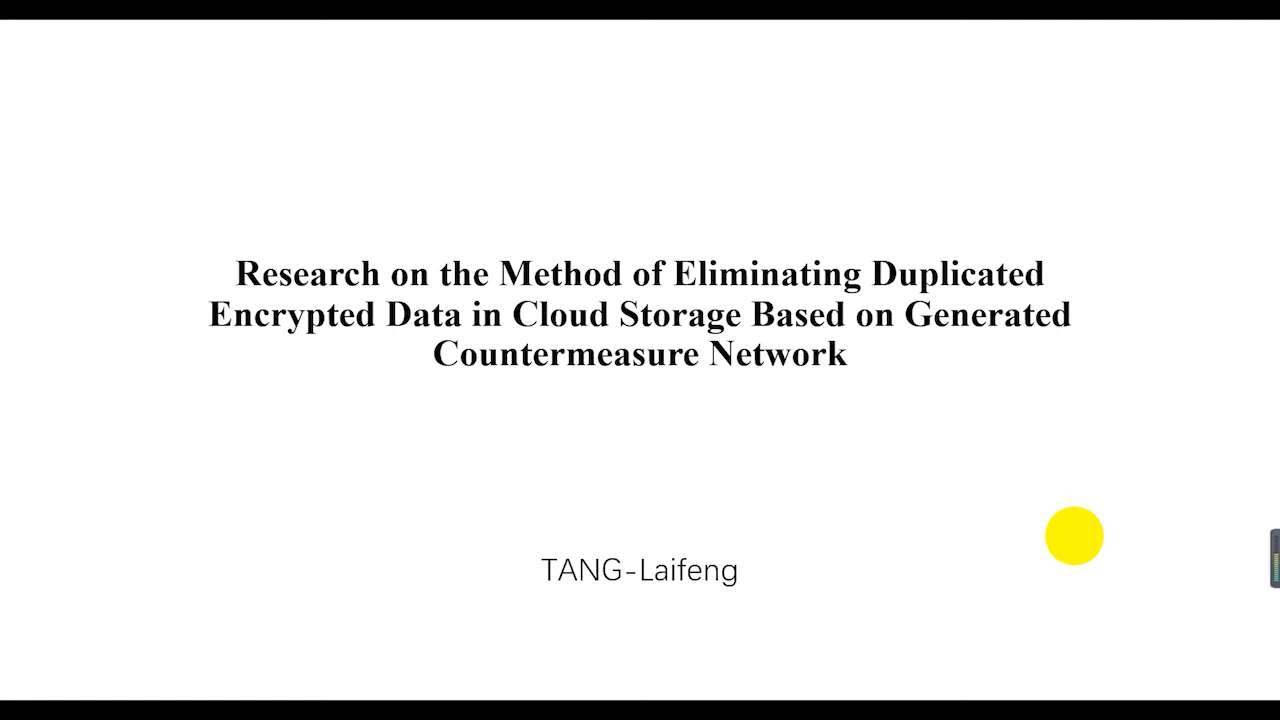 Research on the Method of Eliminating Duplicated
Encrypted Data in Cloud Storage Based on Generated
Countermeasure Network
TANG-Laifeng